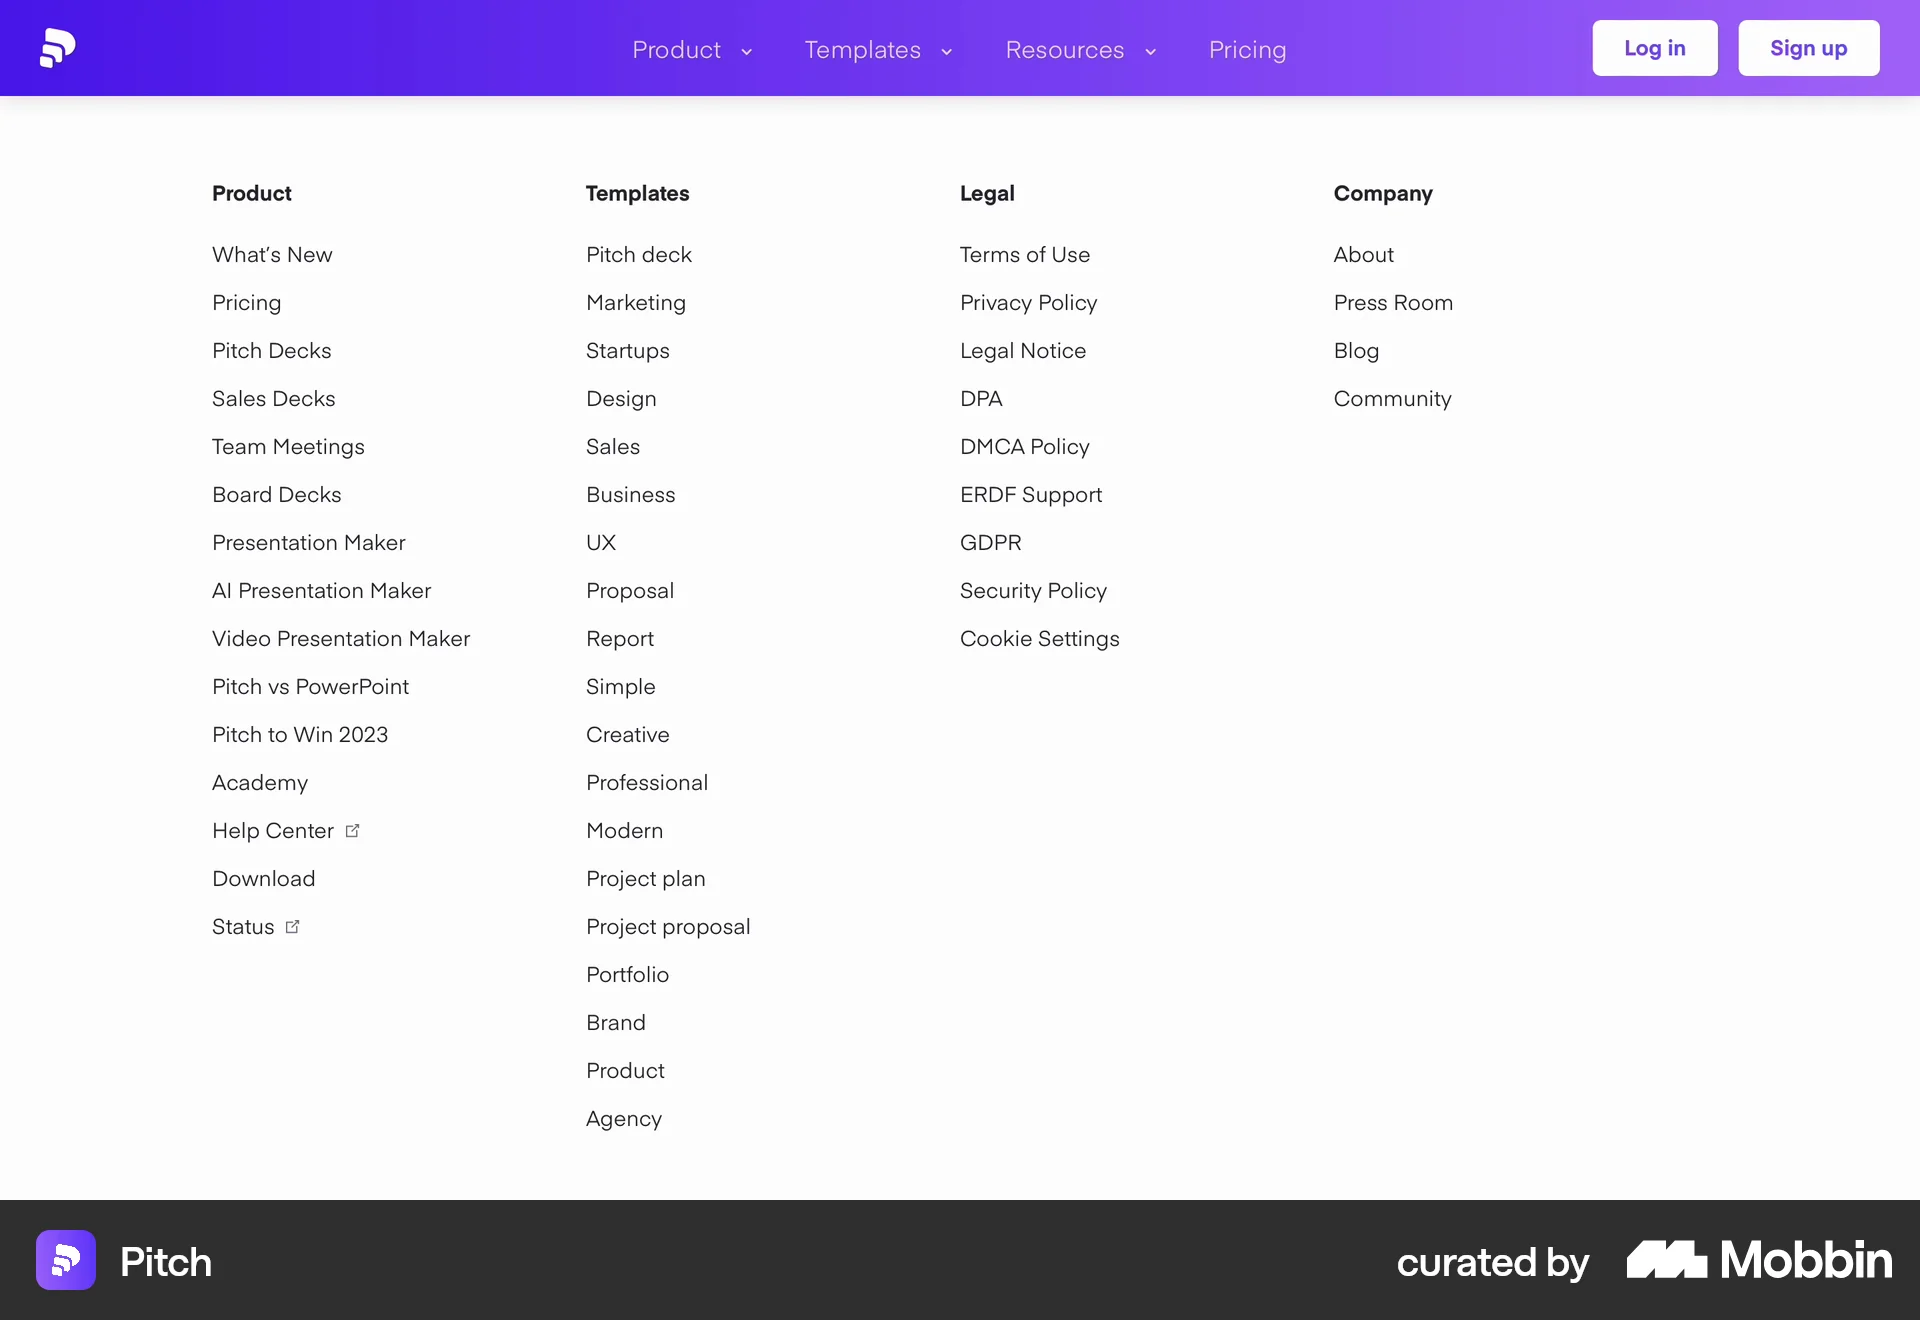 Product
Templates
Resources
Pricing
Log in
Sign up
Product
What's New
Pricing
Pitch Decks
Sales Decks
Team Meetings
Board Decks
Presentation Maker
AI Presentation Maker
Video Presentation Maker
Pitch vs PowerPoint
Pitch to Win 2023
Academy
Help Center
Download
Status
Templates
Pitch deck
Marketing
Startups
Design
Sales
Business
UX
Proposal
Report
Simple
Creative
Professional
Modern
Project plan
Project proposal
Portfolio
Brand
Product
Agency
Legal
Terms of Use
Privacy Policy
Legal Notice
DPA
DMCA Policy
ERDF Support
GDPR
Security Policy
Cookie Settings
Company
About
Press Room
Blog
Community
Pitch
curated by
Mobbin